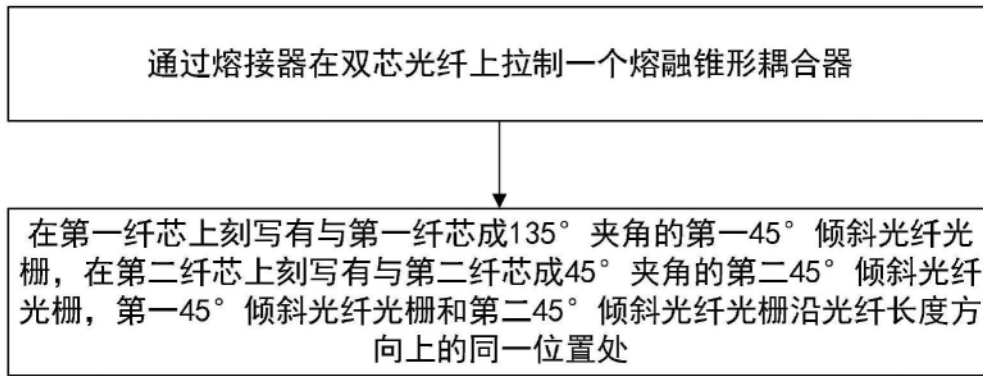 通过熔接器在双芯光纤上拉制一个熔融锥形耦合器
在第一纤芯上刻写有与第一纤芯成135°夹角的第一45°倾斜光纤光
栅，在第二纤芯上刻写有与第二纤芯成45°夹角的第二45°倾斜光纤
光栅，第一45°倾斜光纤光栅和第二45°倾斜光纤光栅沿光纤长度方
向上的同一位置处